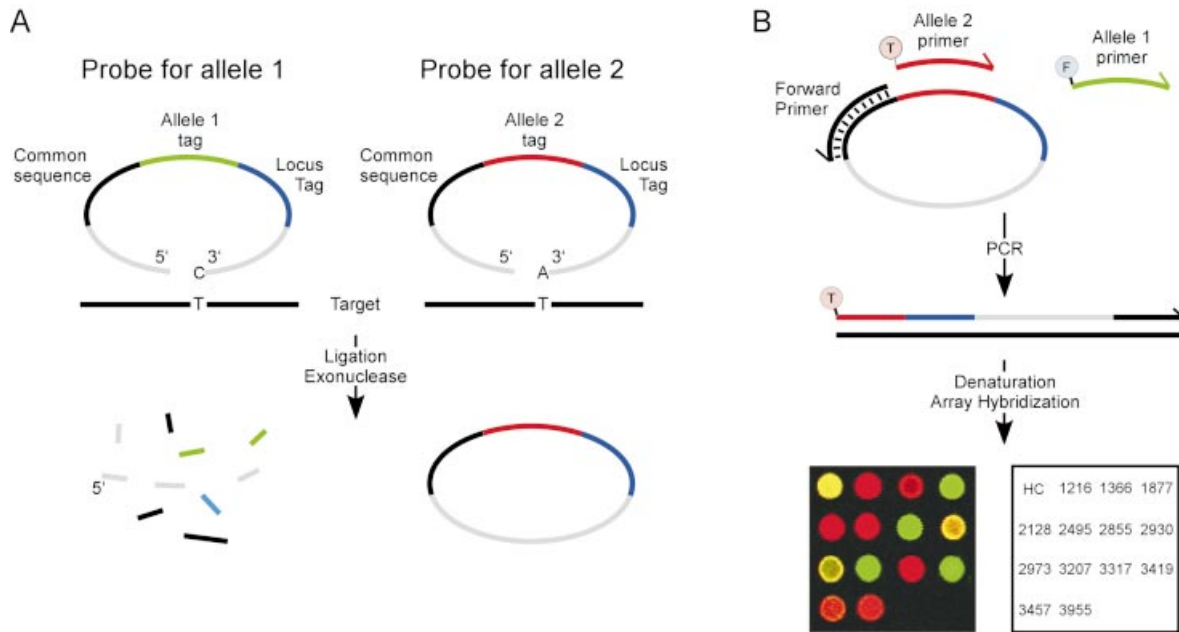 A
Probe for allele 1
Probe for allele 2
Allele 1
tag
Common
sequence
5'
3'
C
T
Allele 2
tag
Common
sequence
Locus
Tag
5'
3'
A
T
Target
Ligation
Exonuclease
5'
B
T
Allele 2
primer
F
Allele 1
primer
Forward
Primer
PCR
T
Denaturation
Array Hybridization
HC 1216 1366 1877
2128 2495 2855 2930
2973 3207 3317 3419
3457 3955